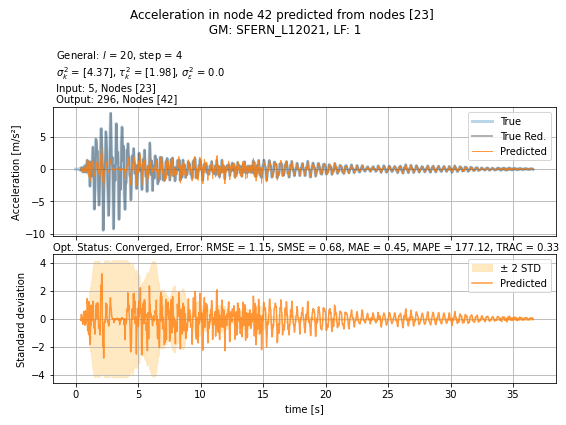 Acceleration in node 42 predicted from nodes [23]
GM: SFERN_L12021, LF: 1
General: l = 20, step = 4
σ²ₖ = [4.37], τ²ₖ = [1.98], σ²ₑ = 0.0
Input: 5, Nodes [23]
Output: 296, Nodes [42]
Acceleration [m/s²]
5
0
−5
−10
True
True Red.
Predicted
Opt. Status: Converged, Error: RMSE = 1.15, SMSE = 0.68, MAE = 0.45, MAPE = 177.12, TRAC = 0.33
Standard deviation
4
2
0
−2
−4
± 2 STD
Predicted
0 5 10 15 20 25 30 35
time [s]